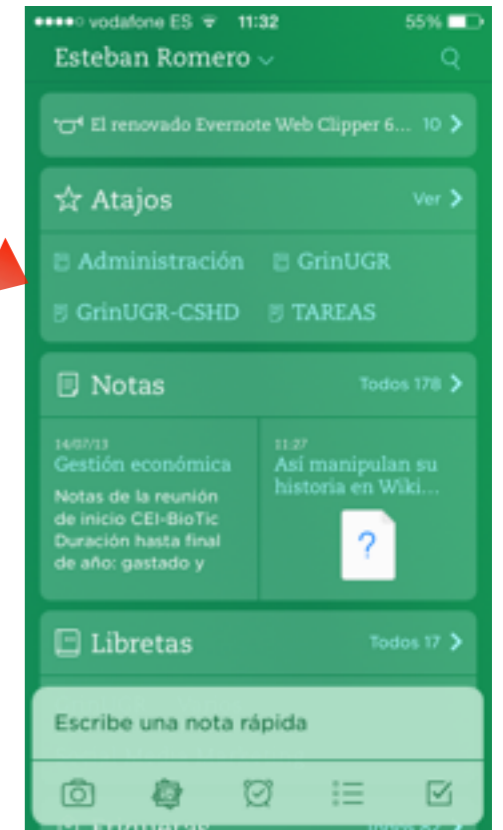 vodafone ES 11:32 55%
Esteban Romero
El renovado Evernote Web Clipper 6... 10
Atajos Ver
Administración GrinUGR
GrinUGR-CSHD TAREAS
Notas Todos 178
14/07/13 11:27
Gestión económica Así manipulan su
historia en Wiki...
Notas de la reunión
de inicio CEI-BioTic
Duración hasta final
de año: gastado y
?
Libretas Todos 17
Escribe una nota rápida